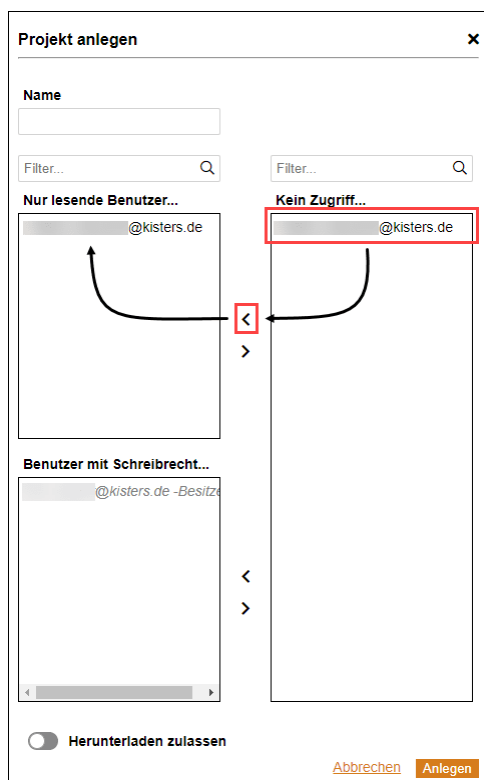 Projekt anlegen
Name
Filter...
Filter...
Nur lesende Benutzer...
Kein Zugriff...
@kisters.de
@kisters.de
Benutzer mit Schreibrecht...
@kisters.de -Besitze
Herunterladen zulassen
Abbrechen
Anlegen